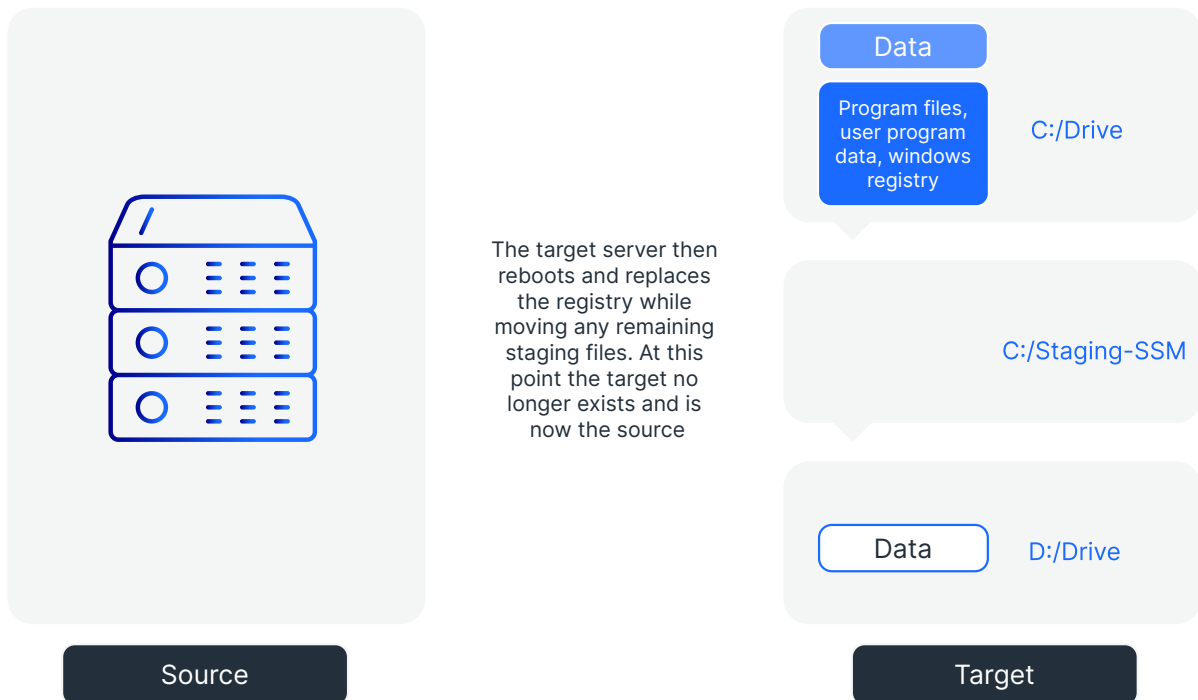 The target server then
reboots and replaces
the registry while
moving any remaining
staging files. At this
point the target no
longer exists and is
now the source
Data
Program files,
user program
data, windows
registry
C:/Drive
C:/Staging-SSM
Data
D:/Drive
Source
Target